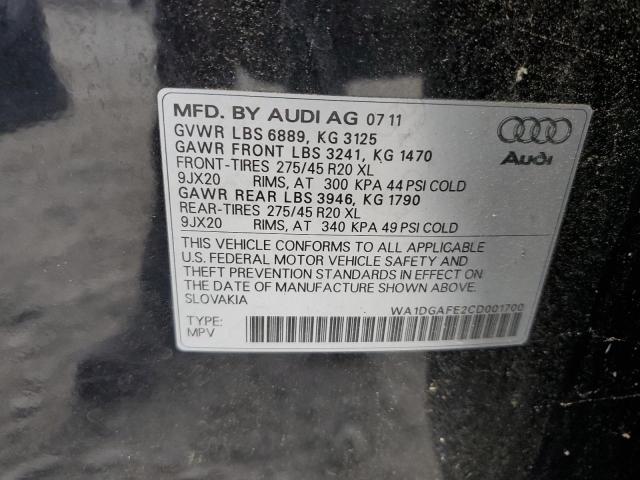 MFD. BY AUDI AG 07 11
GVWR LBS 6889, KG 3125
GAWR FRONT LBS 3241, KG 1470
FRONT-TIRES 275/45 R20 XL
9JX20 RIMS, AT 300 KPA 44 PSI COLD
GAWR REAR LBS 3946, KG 1790
REAR-TIRES 275/45 R20 XL
9JX20 RIMS, AT 340 KPA 49 PSI COLD
Audi
THIS VEHICLE CONFORMS TO ALL APPLICABLE
U.S. FEDERAL MOTOR VEHICLE SAFETY AND
THEFT PREVENTION STANDARDS IN EFFECT ON
THE DATE OF MANUFACTURE SHOWN ABOVE.
SLOVAKIA
WA1DGAFE2CD001700
TYPE:
MPV